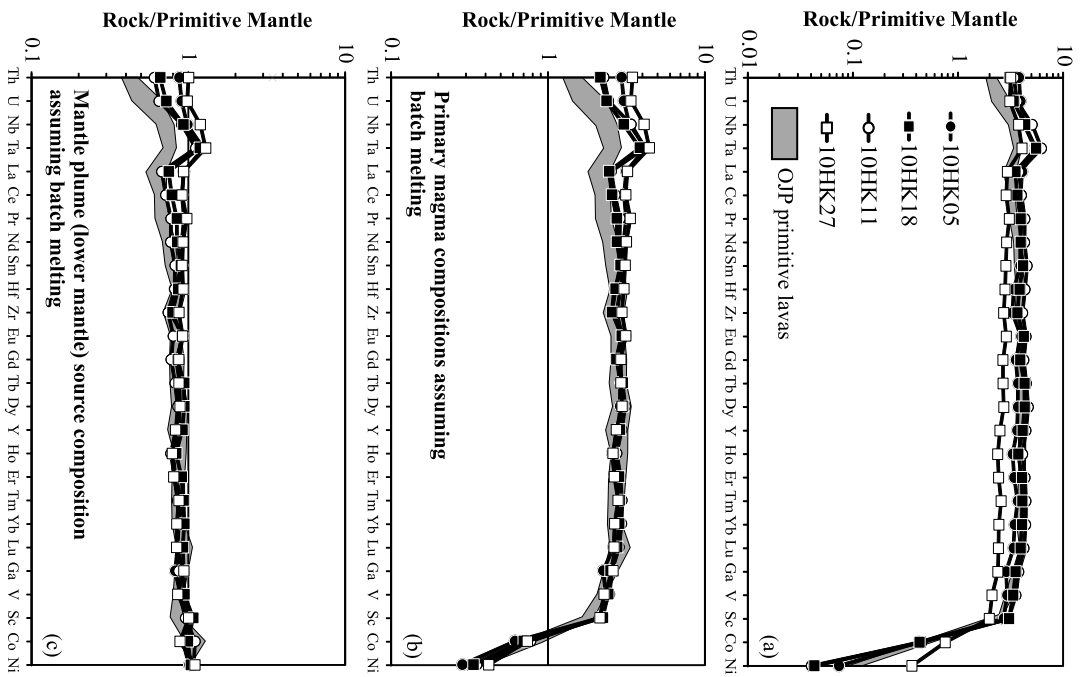 Rock/Primitive Mantle
10
1
0.1
0.01
Th U Nb Ta La Ce Pr Nd Sm Hf Zr Eu Gd Tb Dy Y Ho Er Tm Yb Lu Ga V Sc Co Ni
10HK05
10HK18
10HK11
10HK27
OJP primitive lavas
(a)
Rock/Primitive Mantle
10
1
0.1
Th U Nb Ta La Ce Pr Nd Sm Hf Zr Eu Gd Tb Dy Y Ho Er Tm Yb Lu Ga V Sc Co Ni
Primary magma compositions assuming
batch melting
(b)
Rock/Primitive Mantle
10
1
0.1
Th U Nb Ta La Ce Pr Nd Sm Hf Zr Eu Gd Tb Dy Y Ho Er Tm Yb Lu Ga V Sc Co Ni
Mantle plume (lower mantle) source composition
assuming batch melting
(c)